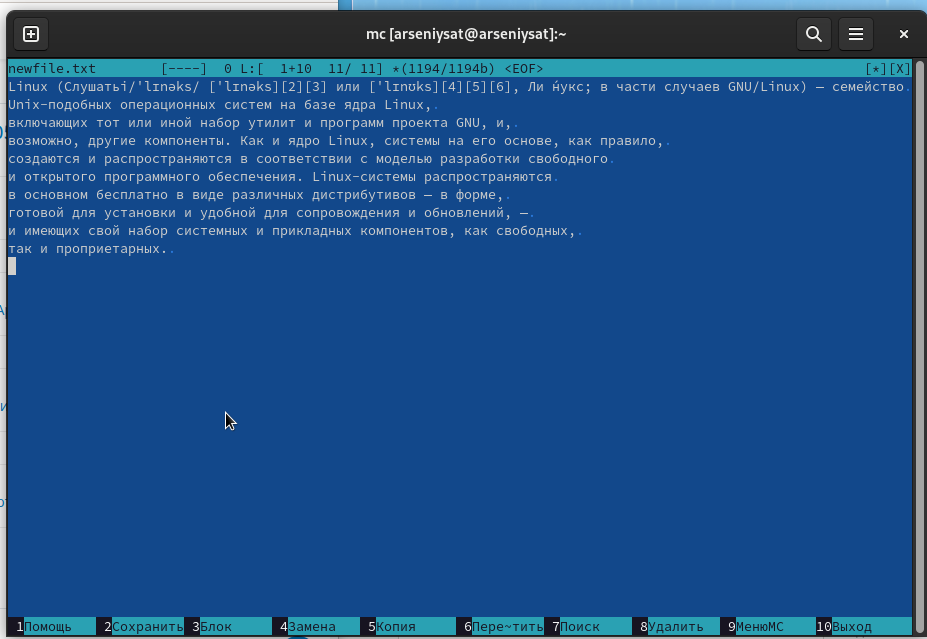 mc [arseniysat@arseniysat]:~
newfile.txt [----] 0 L:[ 1+10 11/ 11] *(1194/1194b) <EOF> [*][X]
Linux (Слушатьi/ˈlɪnəks/ [ˈlɪnəks][2][3] или [ˈlɪnʊks][4][5][6], Ли́нукс; в части случаев GNU/Linux) — семейство.
Unix-подобных операционных систем на базе ядра Linux,.
включающих тот или иной набор утилит и программ проекта GNU, и,.
возможно, другие компоненты. Как и ядро Linux, системы на его основе, как правило,.
создаются и распространяются в соответствии с моделью разработки свободного.
и открытого программного обеспечения. Linux-системы распространяются.
в основном бесплатно в виде различных дистрибутивов — в форме,.
готовой для установки и удобной для сопровождения и обновлений, —.
и имеющих свой набор системных и прикладных компонентов, как свободных,.
так и проприетарных..
1Помощь 2Сохранить 3Блок 4Замена 5Копия 6Пере~тить 7Поиск 8Удалить 9МенюМС 10Выход